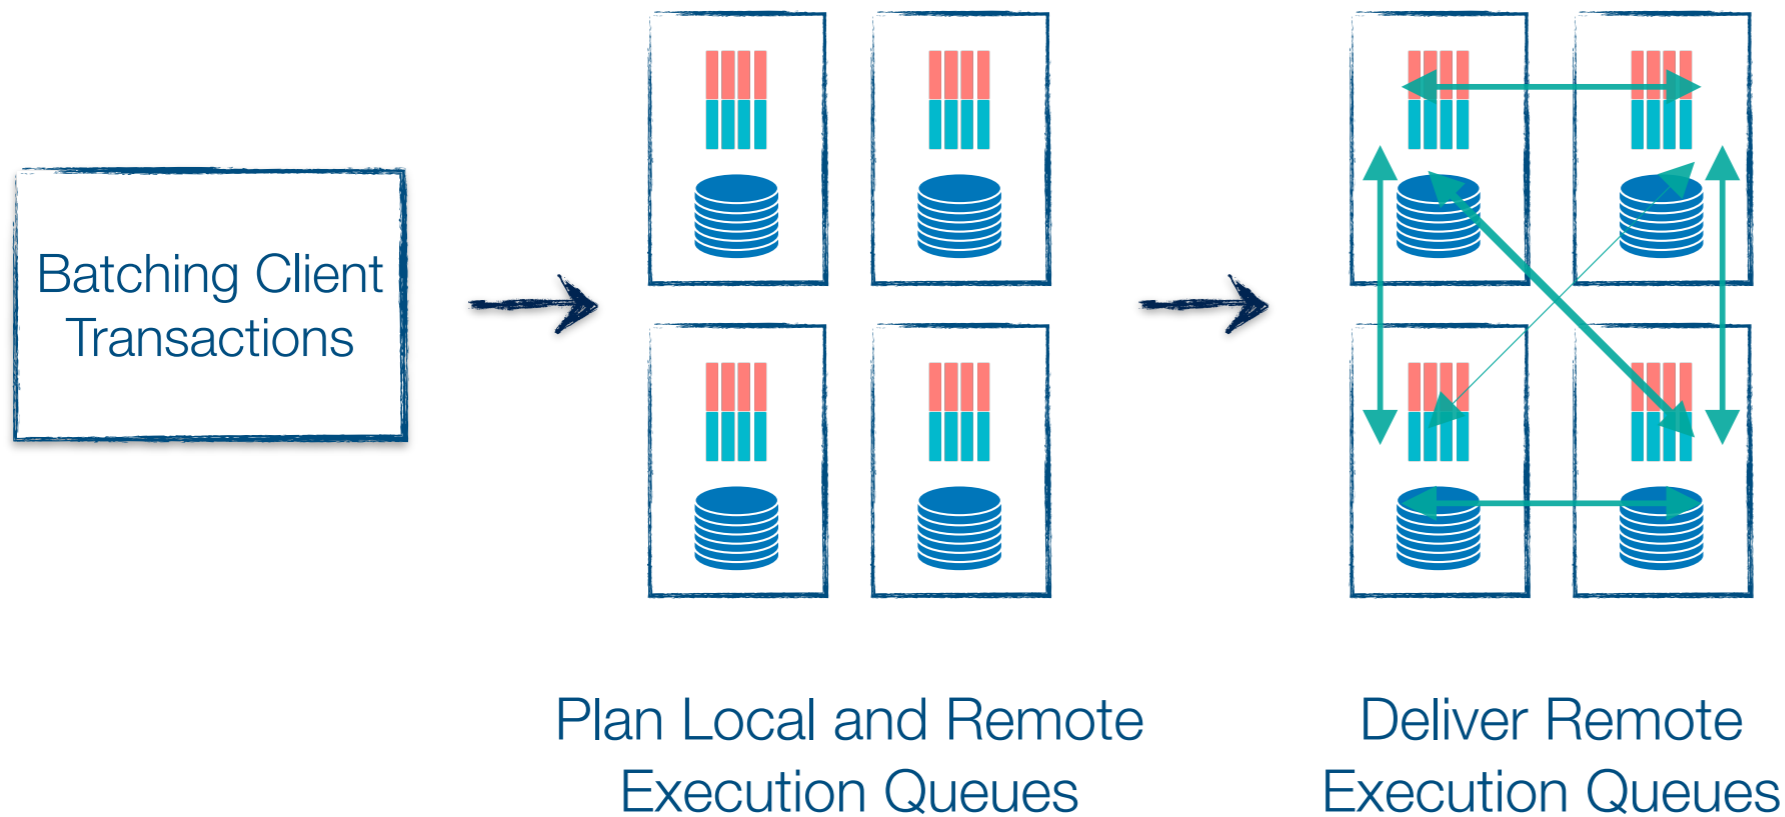 Batching Client
Transactions
Plan Local and Remote
Execution Queues
Deliver Remote
Execution Queues